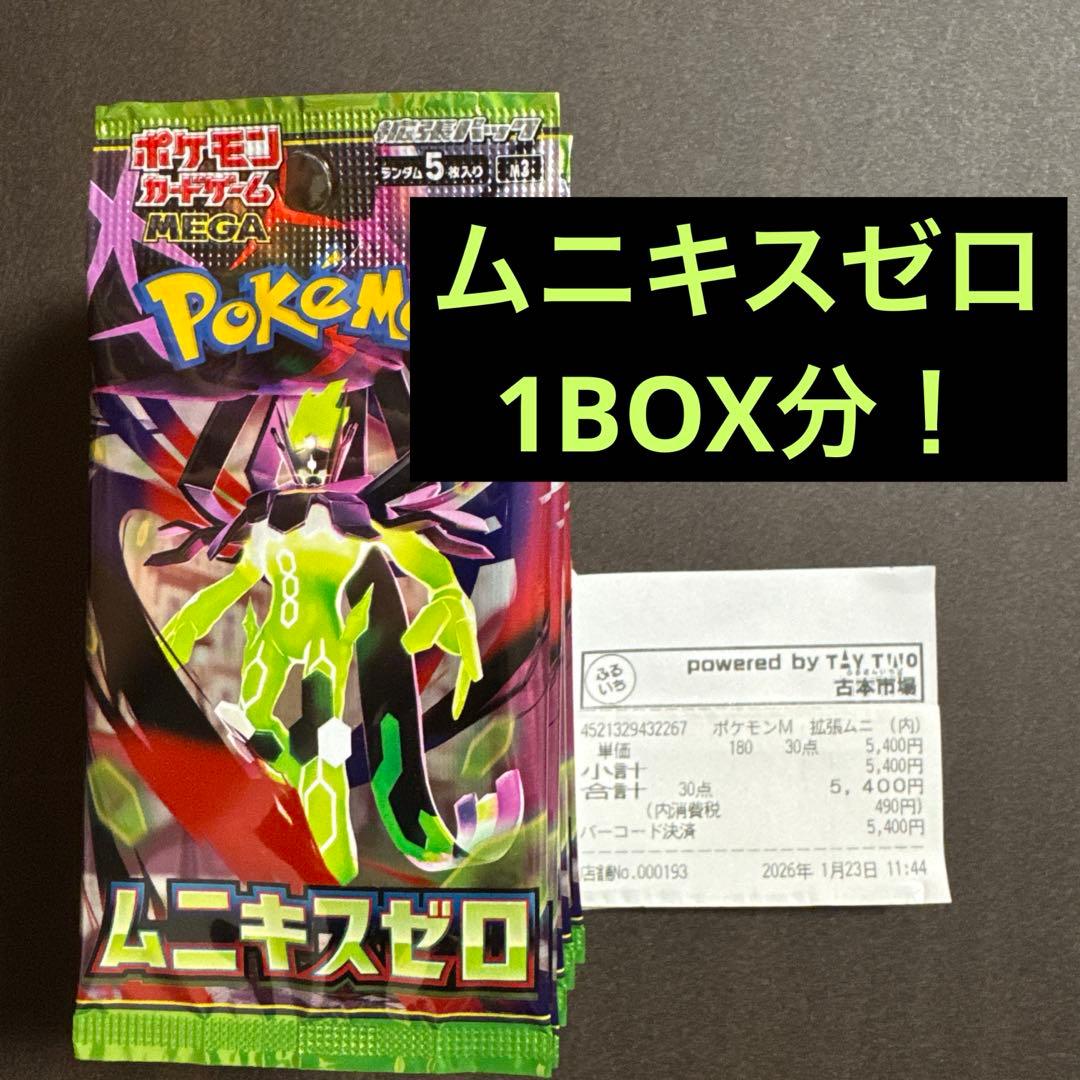 ポケモン
カードゲーム
MEGA
拡張パック
ランダム5枚入り
M3
ムニキスゼロ
1BOX分！
ムニキスゼロ
ふるいち
powered by TAY TWO
古本市場
4521329432267 ポケモンM 拡張ムニ (内)
単価 180 30点 5,400円
小計 5,400円
合計 30点 5,400円
(内消費税 490円)
バーコード決済 5,400円
No.000193 2026年 1月23日 11:44